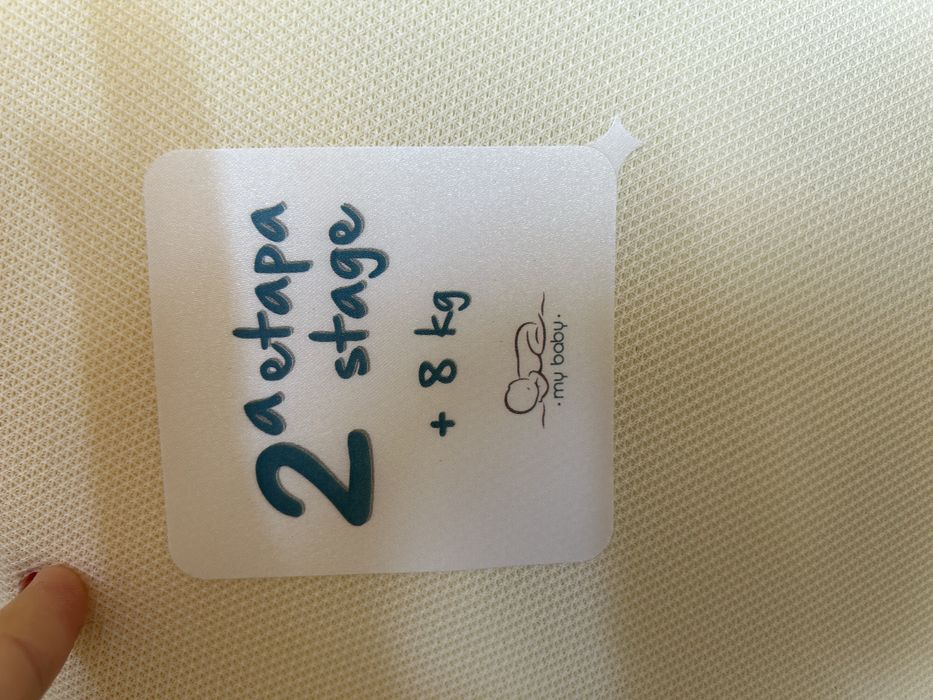 2a etapa
stage
+ 8 kg
• my baby •